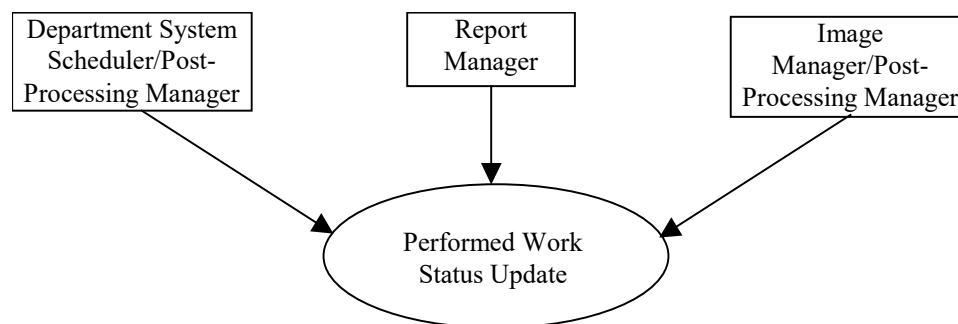 Department System
Scheduler/Post-
Processing Manager
Report
Manager
Image
Manager/Post-
Processing Manager
Performed Work
Status Update